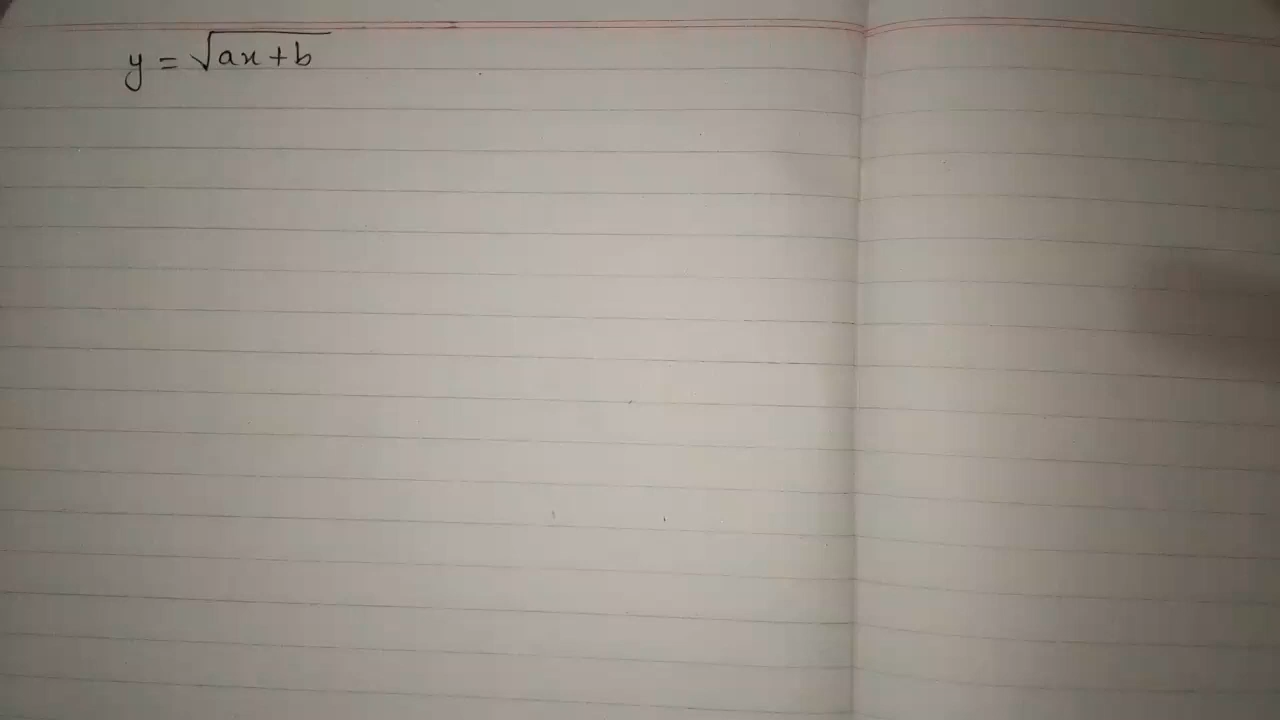 y = √(ax+b)